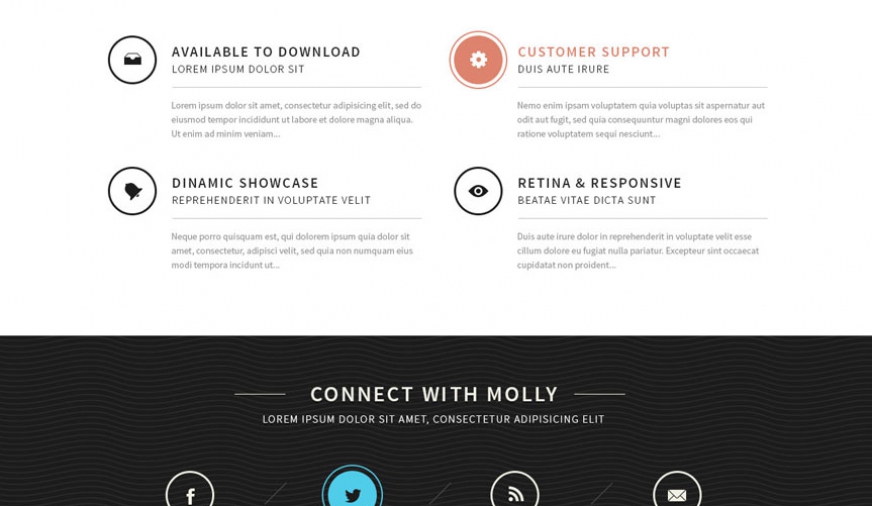 AVAILABLE TO DOWNLOAD
LOREM IPSUM DOLOR SIT
Lorem ipsum dolor sit amet, consectetur adipisicing elit, sed do
eiusmod tempor incididunt ut labore et dolore magna aliqua.
Ut enim ad minim veniam...
CUSTOMER SUPPORT
DUIS AUTE IRURE
Nemo enim ipsam voluptatem quia voluptas sit aspernatur aut
odit aut fugit, sed quia consequuntur magni dolores eos qui
ratione voluptatem sequi nesciunt...
DINAMIC SHOWCASE
REPREHENDERIT IN VOLUPTATE VELIT
Neque porro quisquam est, qui dolorem ipsum quia dolor sit
amet, consectetur, adipisci velit, sed quia non numquam eius
modi tempora incidunt ut...
RETINA & RESPONSIVE
BEATAE VITAE DICTA SUNT
Duis aute irure dolor in reprehenderit in voluptate velit esse
cillum dolore eu fugiat nulla pariatur. Excepteur sint occaecat
cupidatat non proident...
CONNECT WITH MOLLY
LOREM IPSUM DOLOR SIT AMET, CONSECTETUR ADIPISICING ELIT